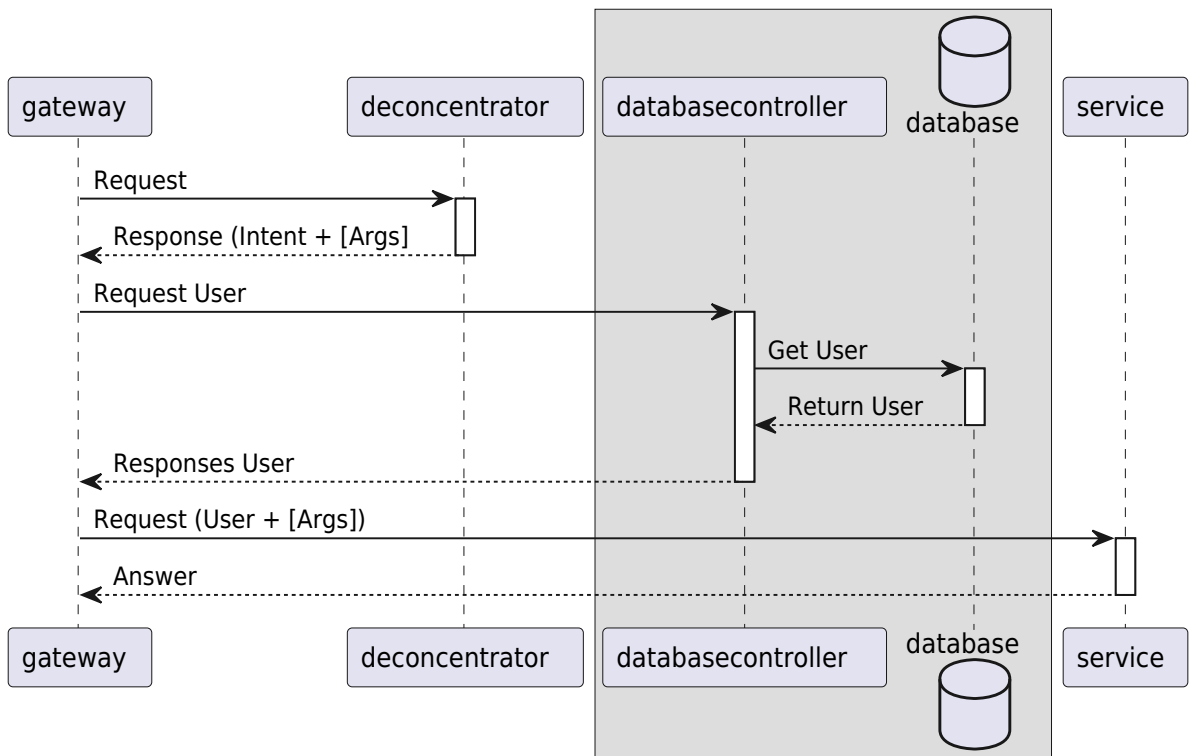 gateway
deconcentrator
databasecontroller
database
service
Request
Response (Intent + [Args]
Request User
Get User
Return User
Responses User
Request (User + [Args])
Answer
gateway
deconcentrator
databasecontroller
database
service